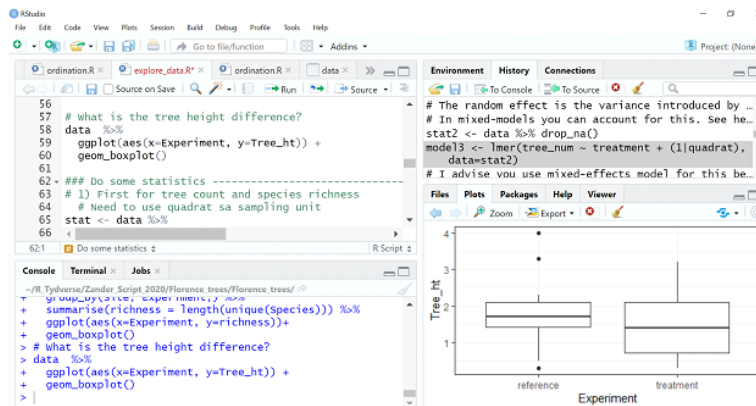 RStudio
File Edit Code View Plots Session Build Debug Profile Tools Help
Go to file/function
Addins
Project: (None
ordination.R
explore_data.R*
ordination.R
data
Source on Save
Run
Source
56
57 # What is the tree height difference?
58 data %>%
59 ggplot(aes(x=Experiment, y=Tree_ht)) +
60 geom_boxplot()
61
62 ### Do some statistics ----------------------------
63 # 1) First for tree count and species richness
64 # Need to use quadrat sa sampling unit
65 stat <- data %>%
66
62:1 Do some statistics R Script
Console Terminal Jobs
~/R_Tydverse/Zander_Script_2020/Florence_trees/Florence_trees/
+ group_by(Site, Experiment,) %>%
+ summarise(richness = length(unique(Species))) %>%
+ ggplot(aes(x=Experiment, y=richness))+
+ geom_boxplot()
> # What is the tree height difference?
> data %>%
+ ggplot(aes(x=Experiment, y=Tree_ht)) +
+ geom_boxplot()
>
Environment History Connections
To Console To Source
# The random effect is the variance introduced by ...
# In mixed-models you can account for this. See he...
stat2 <- data %>% drop_na()
model3 <- lmer(tree_num ~ treatment + (1|quadrat),
data=stat2)
# I advise you use mixed-effects model for this be...
Files Plots Packages Help Viewer
Zoom Export
4
3
2
1
Tree_ht
reference treatment
Experiment